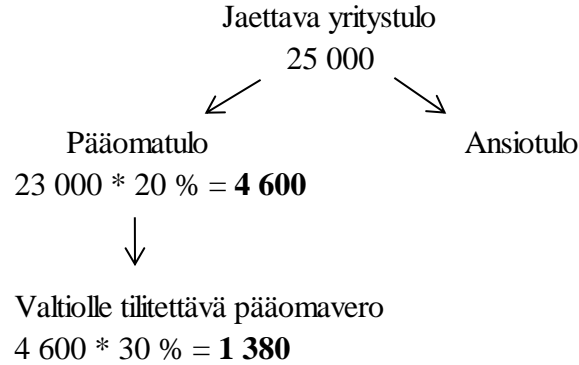 Jaettava yritystulo
25 000
Pääomatulo
Ansiotulo
23 000 * 20 % = 4 600
Valtiolle tilitettävä pääomavero
4 600 * 30 % = 1 380